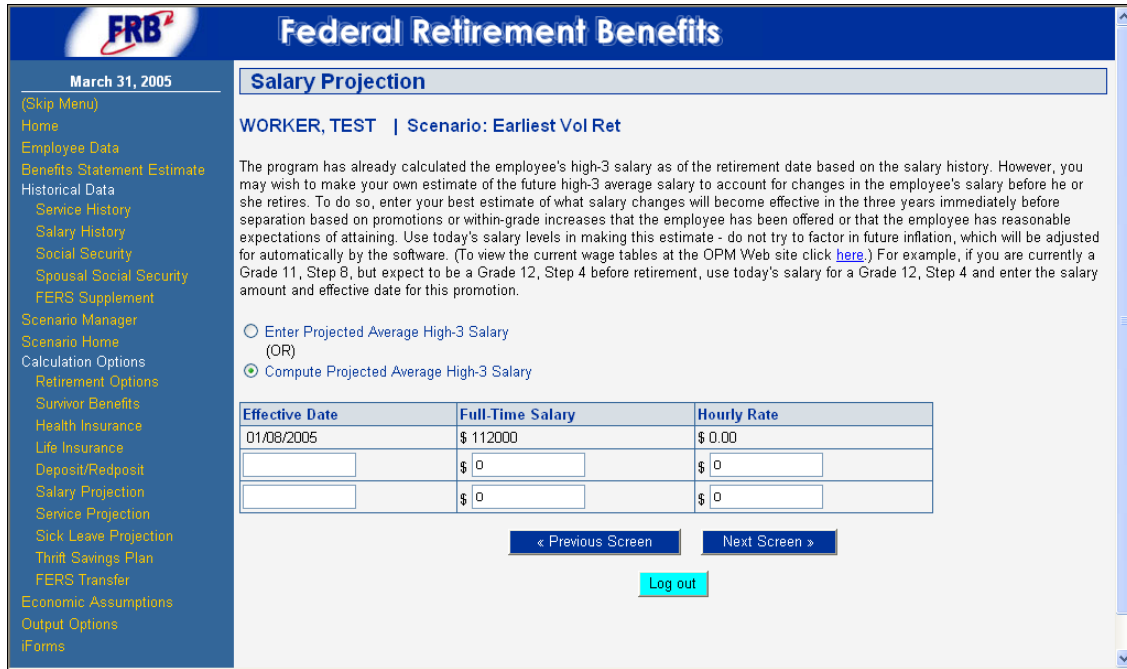 FRB
Federal Retirement Benefits
March 31, 2005
(Skip Menu)
Home
Employee Data
Benefits Statement Estimate
Historical Data
Service History
Salary History
Social Security
Spousal Social Security
FERS Supplement
Scenario Manager
Scenario Home
Calculation Options
Retirement Options
Survivor Benefits
Health Insurance
Life Insurance
Deposit/Redposit
Salary Projection
Service Projection
Sick Leave Projection
Thrift Savings Plan
FERS Transfer
Economic Assumptions
Output Options
iForms
Salary Projection
WORKER, TEST | Scenario: Earliest Vol Ret
The program has already calculated the employee's high-3 salary as of the retirement date based on the salary history. However, you
may wish to make your own estimate of the future high-3 average salary to account for changes in the employee's salary before he or
she retires. To do so, enter your best estimate of what salary changes will become effective in the three years immediately before
separation based on promotions or within-grade increases that the employee has been offered or that the employee has reasonable
expectations of attaining. Use today's salary levels in making this estimate - do not try to factor in future inflation, which will be adjusted
for automatically by the software. (To view the current wage tables at the OPM Web site click here.) For example, if you are currently a
Grade 11, Step 8, but expect to be a Grade 12, Step 4 before retirement, use today's salary for a Grade 12, Step 4 and enter the salary
amount and effective date for this promotion.
Enter Projected Average High-3 Salary
(OR)
Compute Projected Average High-3 Salary
Effective Date Full-Time Salary Hourly Rate
01/08/2005 $ 112000 $ 0.00
$ 0 $ 0
$ 0 $ 0
« Previous Screen Next Screen »
Log out